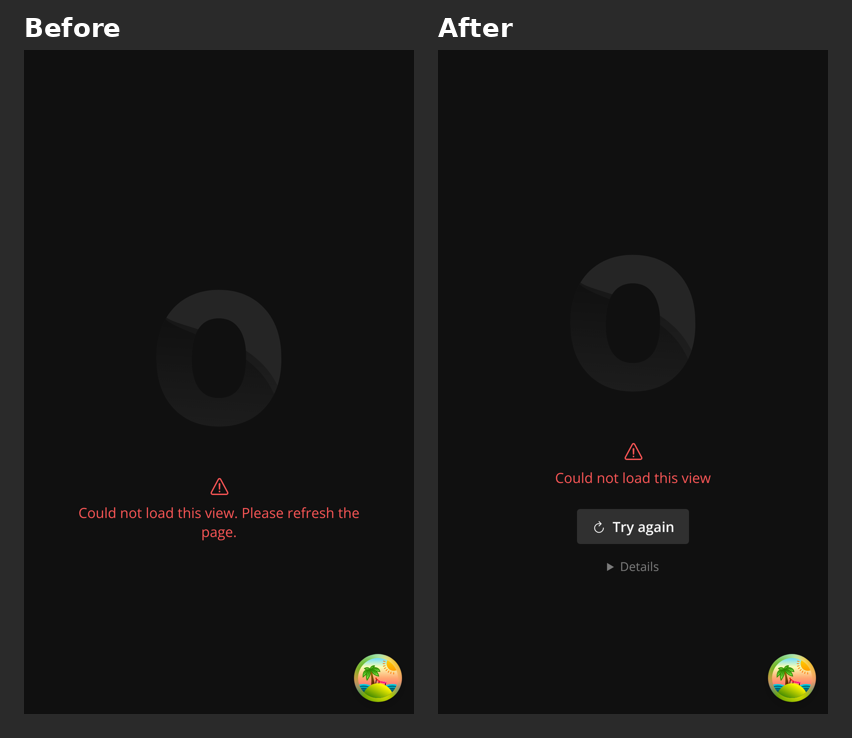 Before
After
Could not load this view. Please refresh the
page.
Could not load this view
Try again
Details